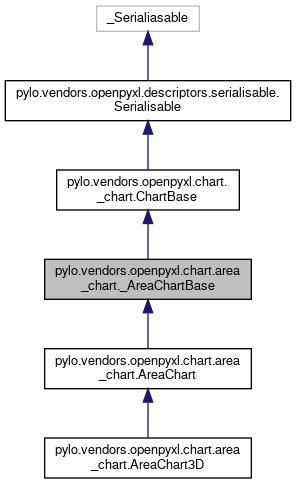 _Serialiasable
pylo.vendors.openpyxl.descriptors.serialisable.
Serialisable
pylo.vendors.openpyxl.chart.
_chart.ChartBase
pylo.vendors.openpyxl.chart.area
_chart._AreaChartBase
pylo.vendors.openpyxl.chart.area
_chart.AreaChart
pylo.vendors.openpyxl.chart.area
_chart.AreaChart3D